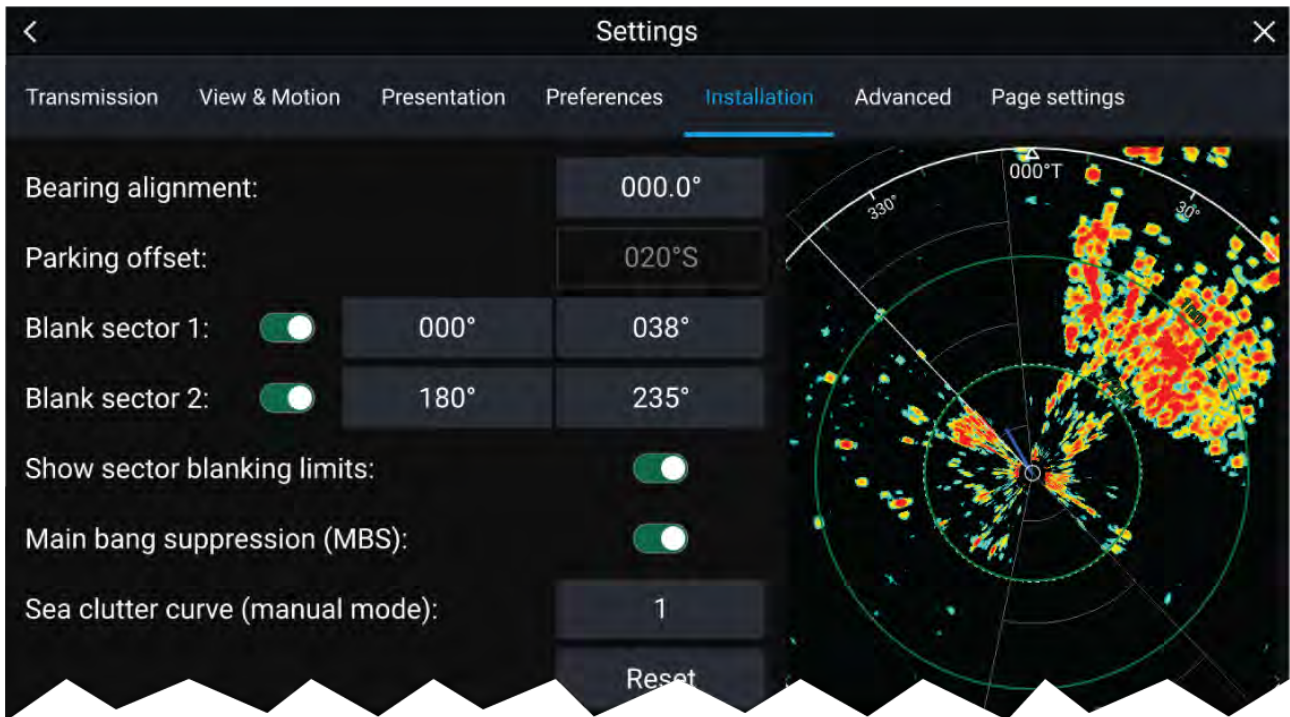 Settings
Transmission View & Motion Presentation Preferences Installation Advanced Page settings
Bearing alignment: 000.0°
Parking offset: 020°S
Blank sector 1: 000° 038°
Blank sector 2: 180° 235°
Show sector blanking limits:
Main bang suppression (MBS):
Sea clutter curve (manual mode): 1
Reset
000°T
330°
30°